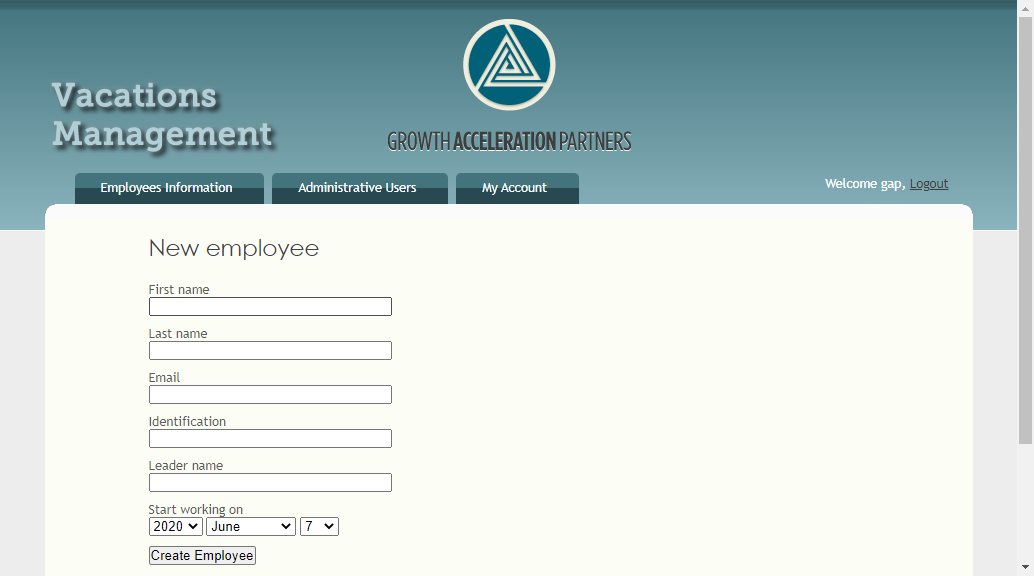 Vacations
Management
GROWTH ACCELERATION PARTNERS
Employees Information
Administrative Users
My Account
Welcome gap, Logout
New employee
First name
Last name
Email
Identification
Leader name
Start working on
2020 June 7
Create Employee